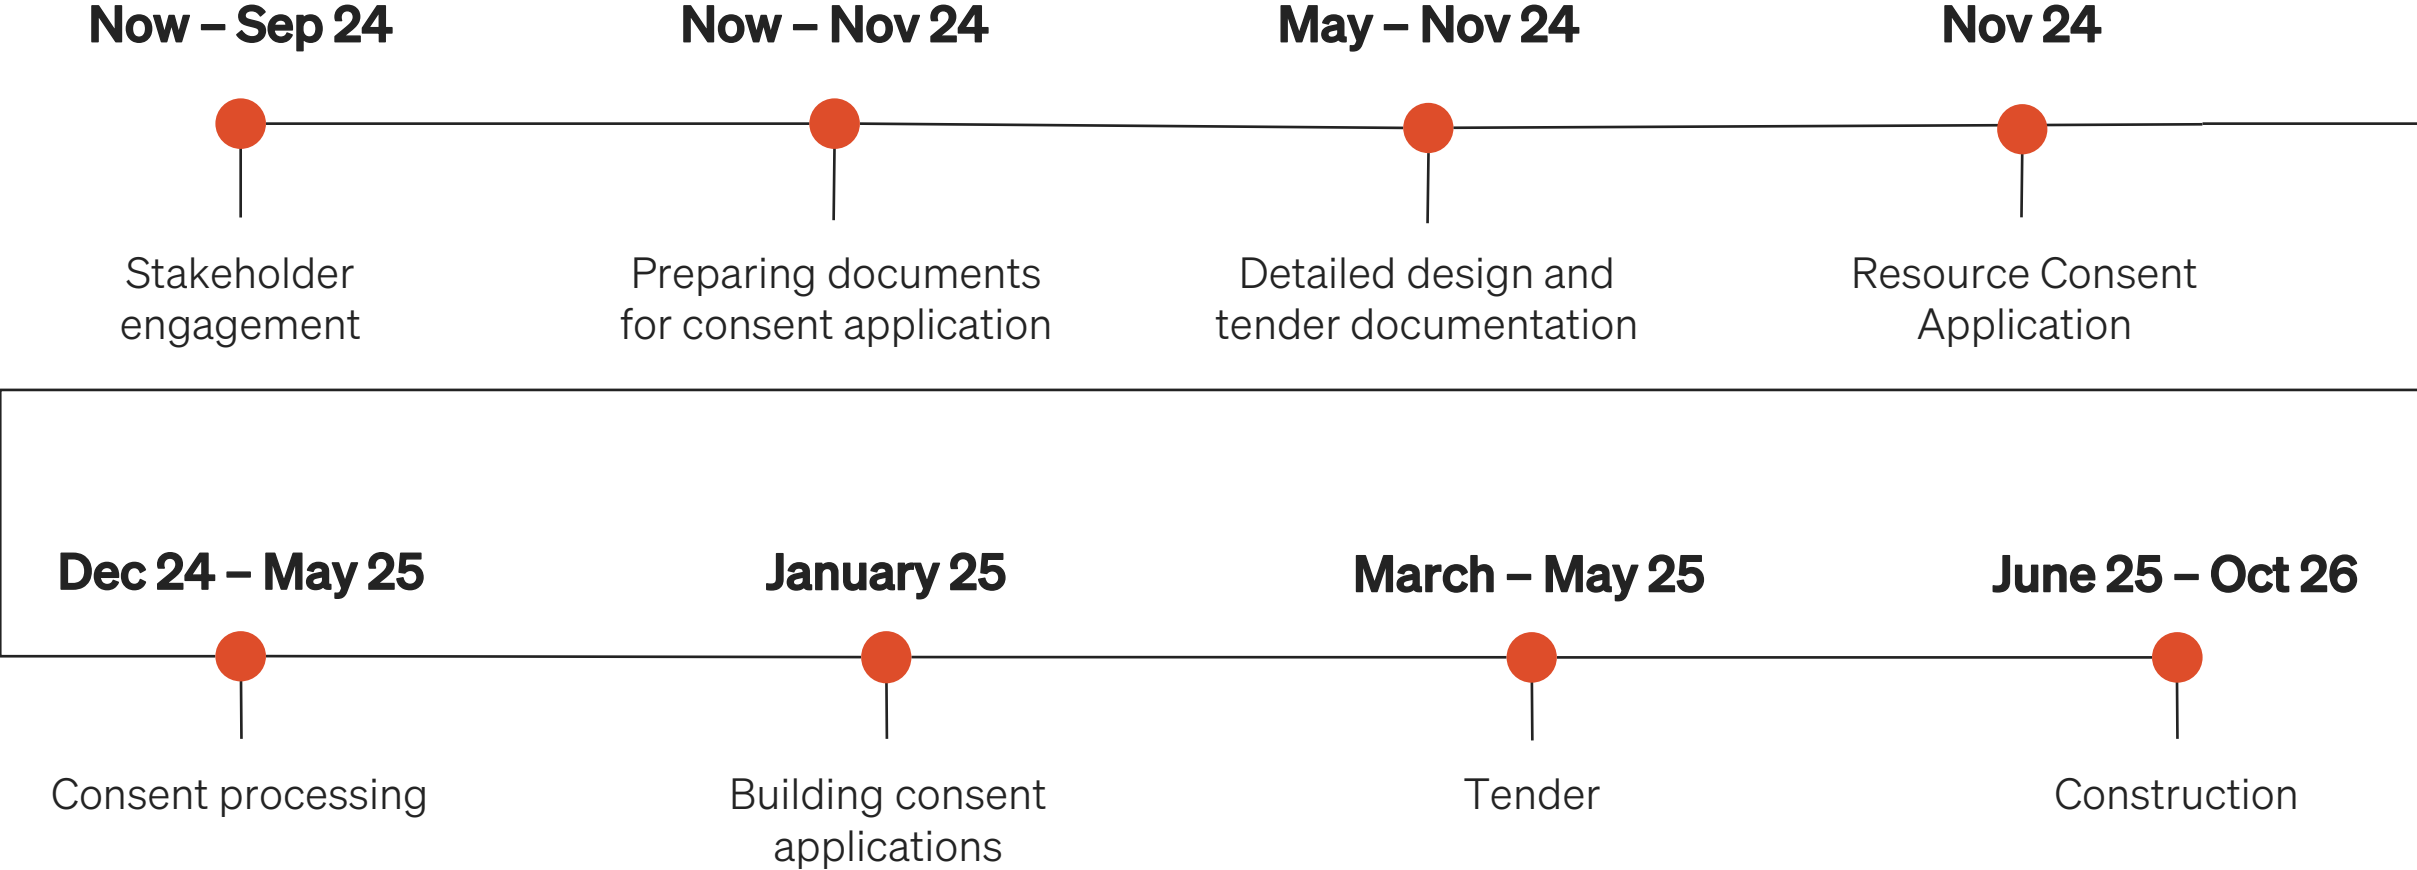 Now – Sep 24
Now – Nov 24
May – Nov 24
Nov 24
Stakeholder
engagement
Preparing documents
for consent application
Detailed design and
tender documentation
Resource Consent
Application
Dec 24 – May 25
January 25
March – May 25
June 25 – Oct 26
Consent processing
Building consent
applications
Tender
Construction